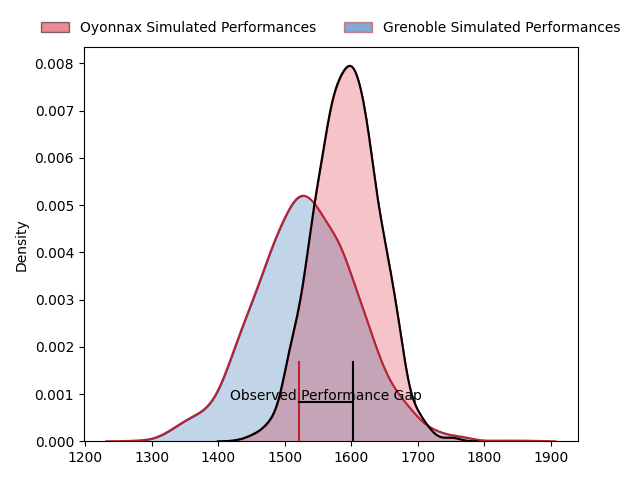 Oyonnax Simulated Performances
Grenoble Simulated Performances
0.008
0.007
0.006
0.005
0.004
0.003
0.002
0.001
0.000
Density
Observed Performance Gap
1200 1300 1400 1500 1600 1700 1800 1900